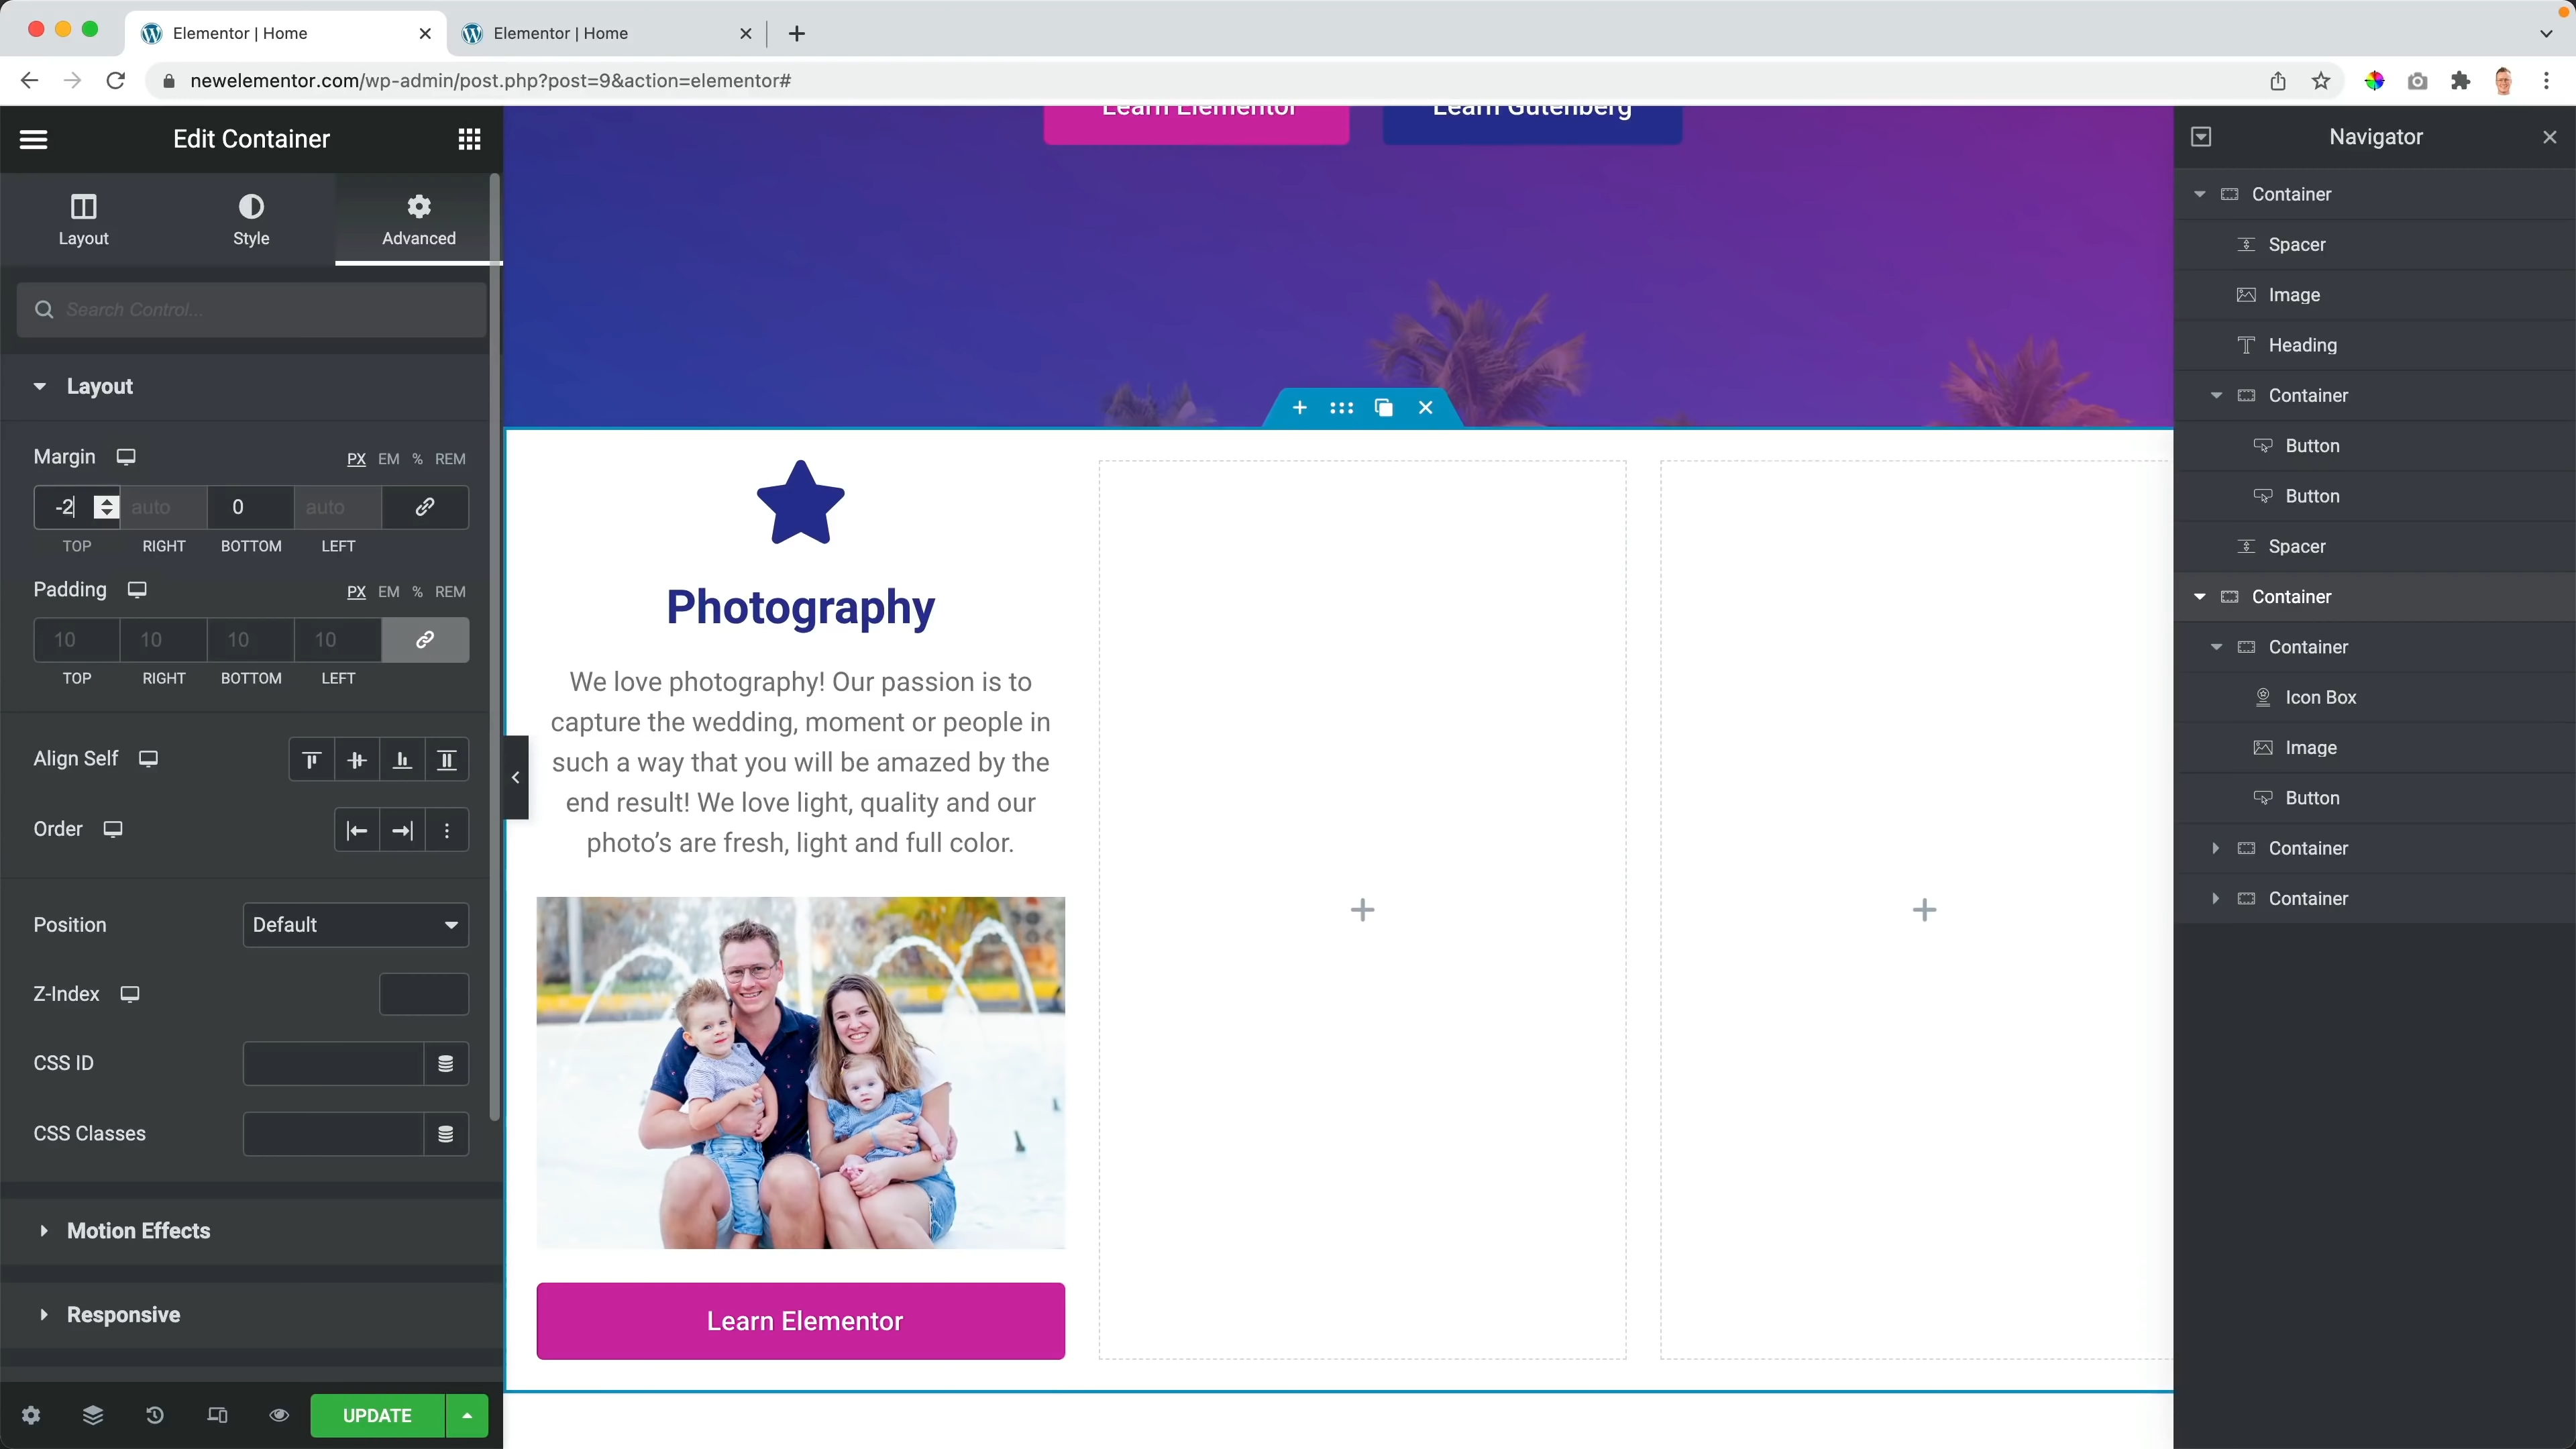 Elementor | Home
Elementor | Home
newelementor.com/wp-admin/post.php?post=9&action=elementor#
Edit Container
Layout
Style
Advanced
Search Control...
Layout
Margin
PX EM % REM
-2 auto 0 auto
TOP RIGHT BOTTOM LEFT
Padding
PX EM % REM
10 10 10 10
TOP RIGHT BOTTOM LEFT
Align Self
Order
Position
Default
Z-Index
CSS ID
CSS Classes
Motion Effects
Responsive
UPDATE
Learn Elementor
Learn Gutenberg
Photography
We love photography! Our passion is to
capture the wedding, moment or people in
such a way that you will be amazed by the
end result! We love light, quality and our
photo’s are fresh, light and full color.
Learn Elementor
Navigator
Container
Spacer
Image
Heading
Container
Button
Button
Spacer
Container
Container
Icon Box
Image
Button
Container
Container